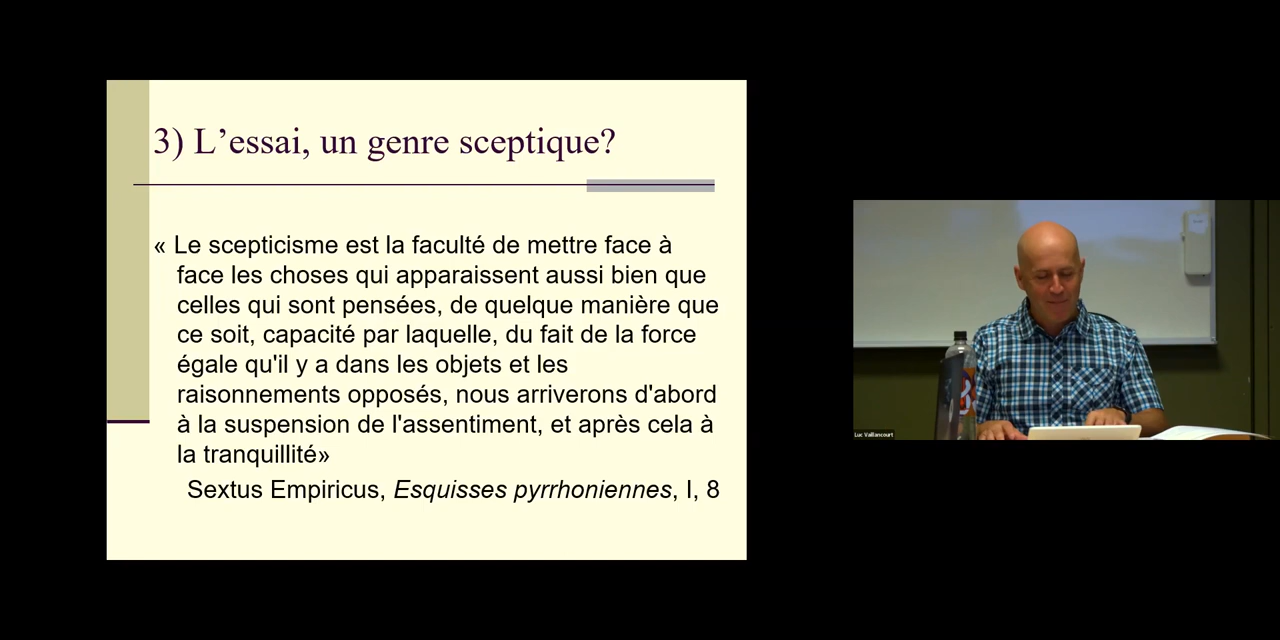 3) L’essai, un genre sceptique?
« Le scepticisme est la faculté de mettre face à
face les choses qui apparaissent aussi bien que
celles qui sont pensées, de quelque manière que
ce soit, capacité par laquelle, du fait de la force
égale qu'il y a dans les objets et les
raisonnements opposés, nous arriverons d'abord
à la suspension de l'assentiment, et après cela à
la tranquillité»
Sextus Empiricus, Esquisses pyrrhoniennes, I, 8
Luc Vaillancourt